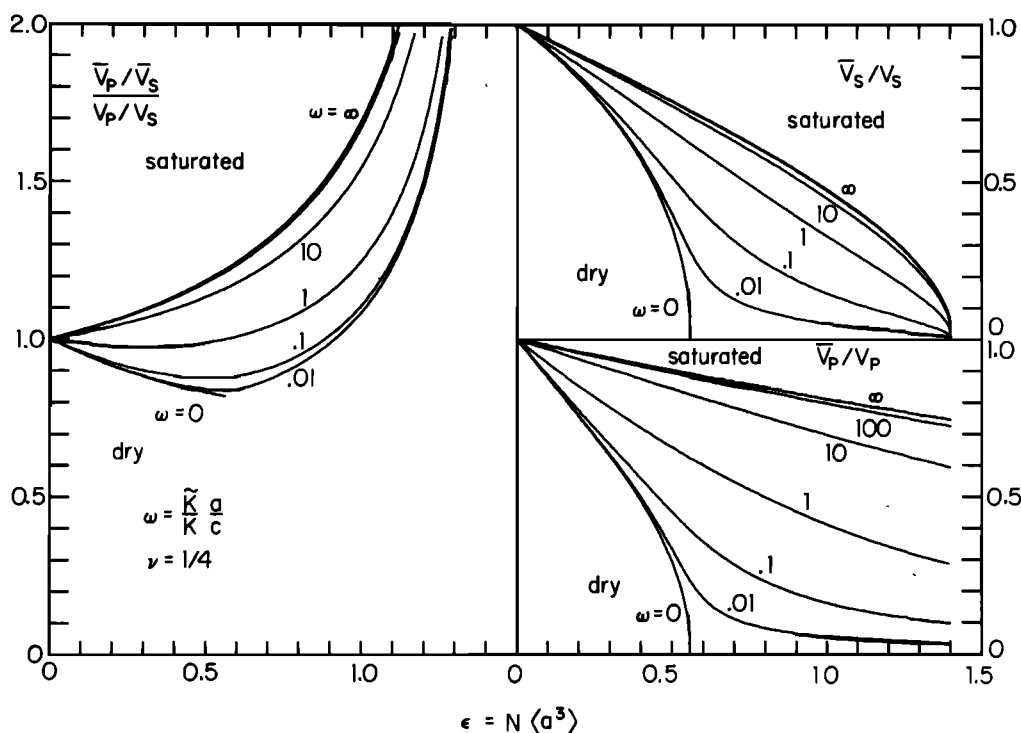 2.0
V̄P/V̄S
VP/VS
ω = ∞
saturated
1.5
10
1
1.0
.1
.01
ω = 0
dry
0.5
ω = K̃/K a/c
ν = 1/4
0
0 0.5 1.0
1.0
V̄S/VS
saturated
∞
0.5
10
1
.1
dry
.01
ω = 0
0
1.0
saturated V̄P/VP
∞
100
10
0.5
1
.1
dry
ω = 0
.01
0
0 0.5 1.0 1.5
ϵ = N ⟨a³⟩